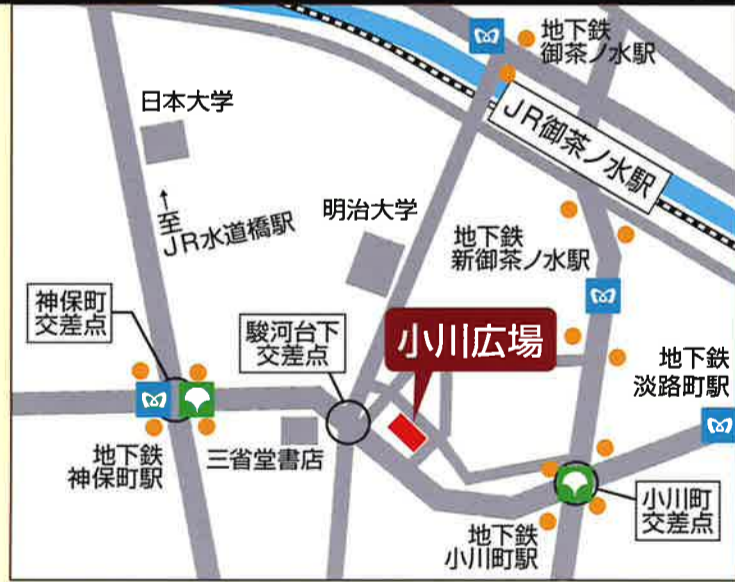 地下鉄
御茶ノ水駅
日本大学
JR御茶ノ水駅
↑至
JR水道橋駅
明治大学
地下鉄
新御茶ノ水駅
神保町
交差点
駿河台下
交差点
小川広場
地下鉄
淡路町駅
地下鉄
神保町駅
三省堂書店
小川町
交差点
地下鉄
小川町駅